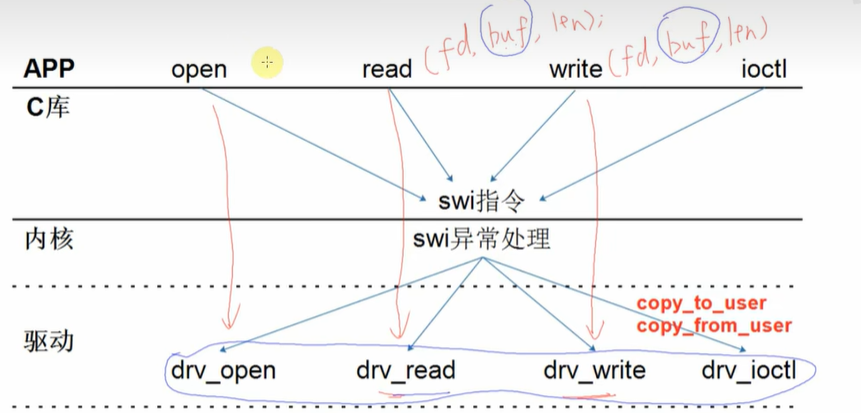 (fd, buf, len);
(fd, buf, len)
APP open read write ioctl
C库
swi指令
内核 swi异常处理
copy_to_user
copy_from_user
驱动
drv_open drv_read drv_write drv_ioctl